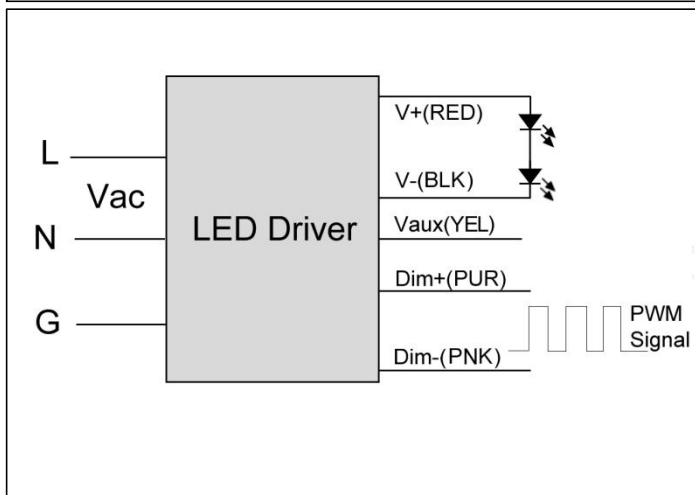 L
Vac
N
G
LED Driver
V+(RED)
V-(BLK)
Vaux(YEL)
Dim+(PUR)
Dim-(PNK)
PWM
Signal